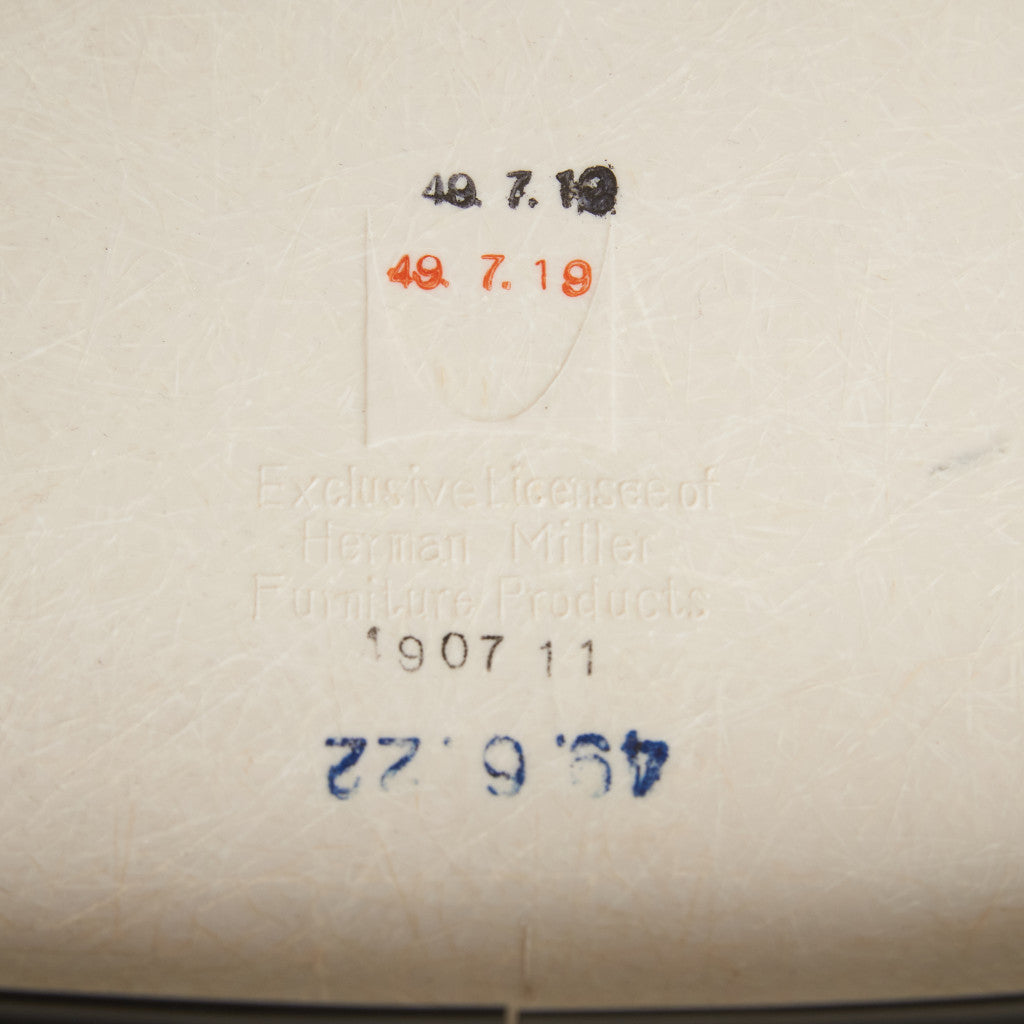 49. 7. 19
49. 7. 19
Exclusive Licensee of
Herman Miller
Furniture Products
1907 11
49. 6. 22